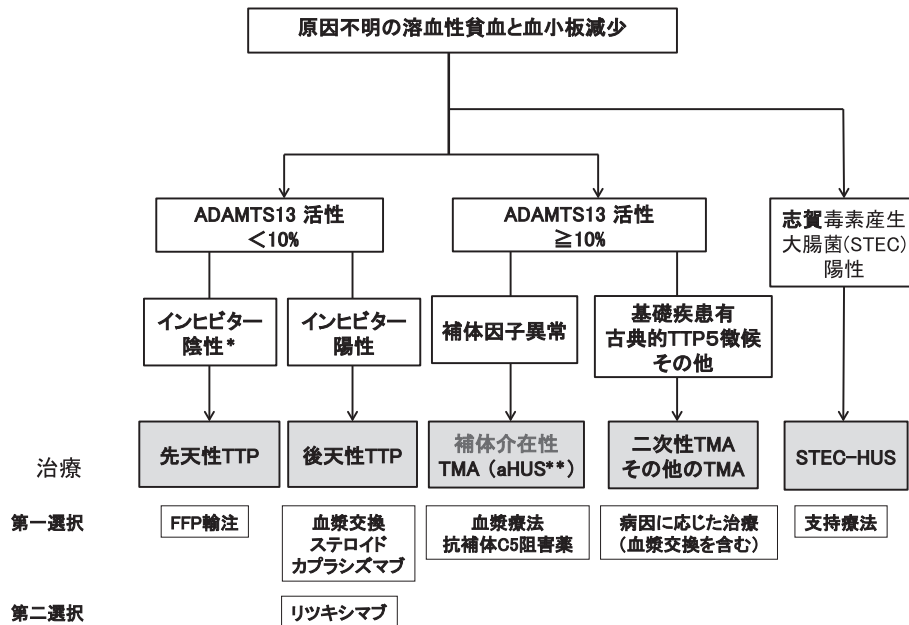 原因不明の溶血性貧血と血小板減少
ADAMTS13 活性
＜10%
ADAMTS13 活性
≧10%
志賀毒素産生
大腸菌(STEC)
陽性
インヒビター
陰性*
インヒビター
陽性
補体因子異常
基礎疾患有
古典的TTP5徴候
その他
治療
先天性TTP
後天性TTP
補体介在性
TMA（aHUS**）
二次性TMA
その他のTMA
STEC-HUS
第一選択
FFP輸注
血漿交換
ステロイド
カプラシズマブ
血漿療法
抗補体C5阻害薬
病因に応じた治療
（血漿交換を含む）
支持療法
第二選択
リツキシマブ